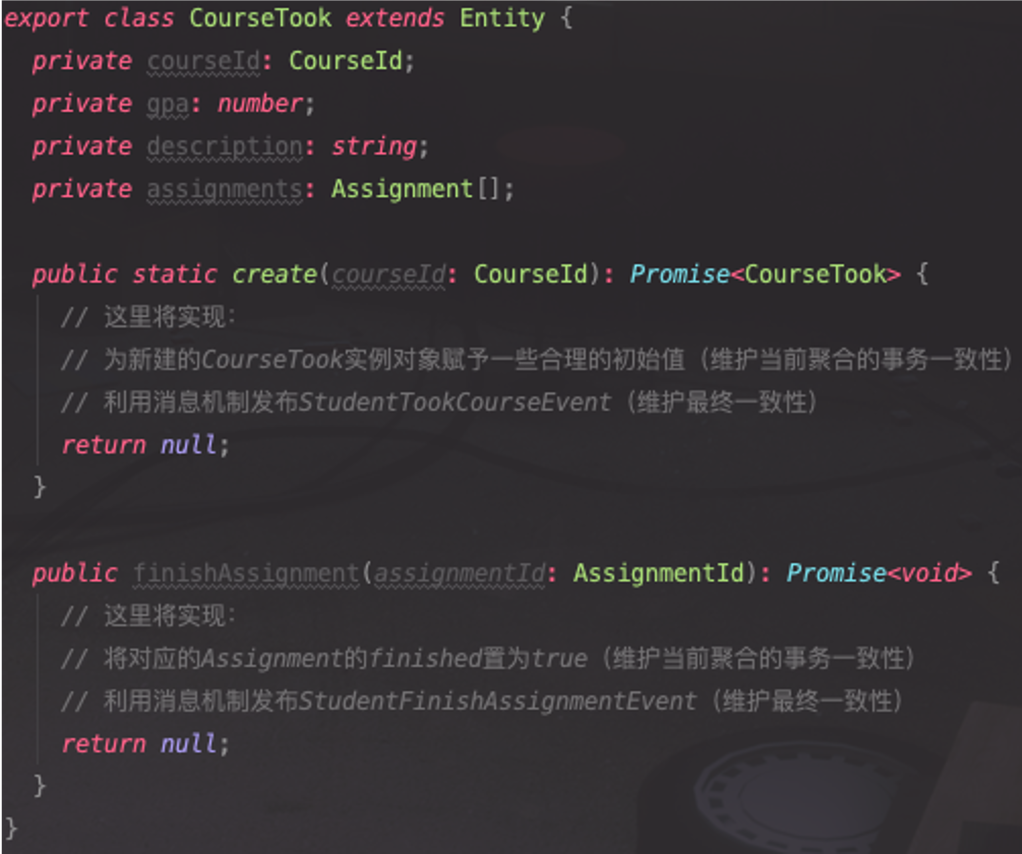 export class CourseTook extends Entity {
private courseId: CourseId;
private gpa: number;
private description: string;
private assignments: Assignment[];
public static create(courseId: CourseId): Promise<CourseTook> {
// 这里将实现:
// 为新建的CourseTook实例对象赋予一些合理的初始值（维护当前聚合的事务一致性）
// 利用消息机制发布StudentTookCourseEvent（维护最终一致性）
return null;
}
public finishAssignment(assignmentId: AssignmentId): Promise<void> {
// 这里将实现:
// 将对应的Assignment的finished置为true（维护当前聚合的事务一致性）
// 利用消息机制发布StudentFinishAssignmentEvent（维护最终一致性）
return null;
}
}